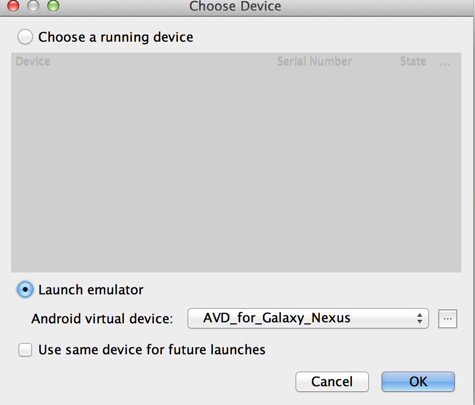 Choose Device
Choose a running device
Device Serial Number State ...
Launch emulator
Android virtual device: AVD_for_Galaxy_Nexus ...
Use same device for future launches
Cancel OK